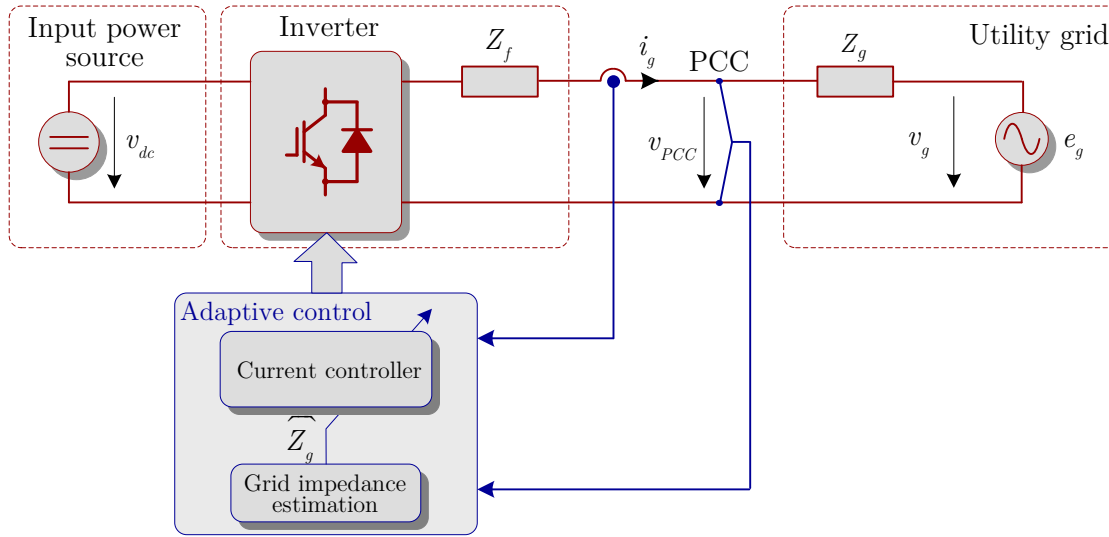 Input power
source
Inverter
Utility grid
Z_f
i_g
PCC
Z_g
v_dc
v_PCC
v_g
e_g
Adaptive control
Current controller
\widehat{Z_g}
Grid impedance
estimation